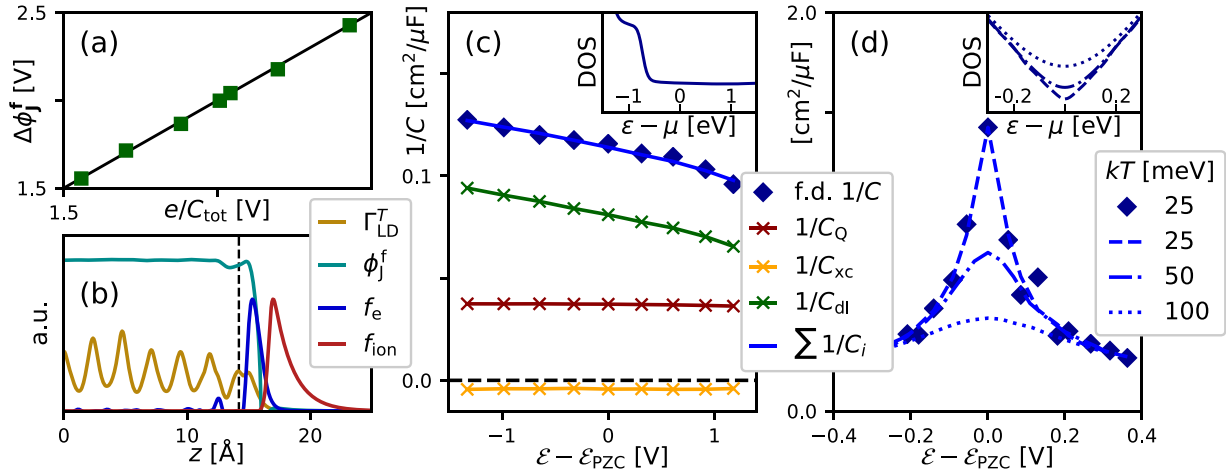 (a)
2.5
2.0
1.5
Δϕ_J^f [V]
1.5
e/C_tot [V]
(b)
a.u.
0
10
20
z [Å]
Γ_LD^T
ϕ_J^f
f_e
f_ion
(c)
1/C [cm²/μF]
0.1
0.0
DOS
−1
0
1
ε − μ [eV]
−1
0
1
ℰ − ℰ_PZC [V]
f.d. 1/C
1/C_Q
1/C_xc
1/C_dl
∑ 1/C_i
(d)
[cm²/μF]
2.0
0.0
DOS
-0.2
0.2
ε − μ [eV]
−0.4
−0.2
0.0
0.2
0.4
ℰ − ℰ_PZC [V]
kT [meV]
25
25
50
100